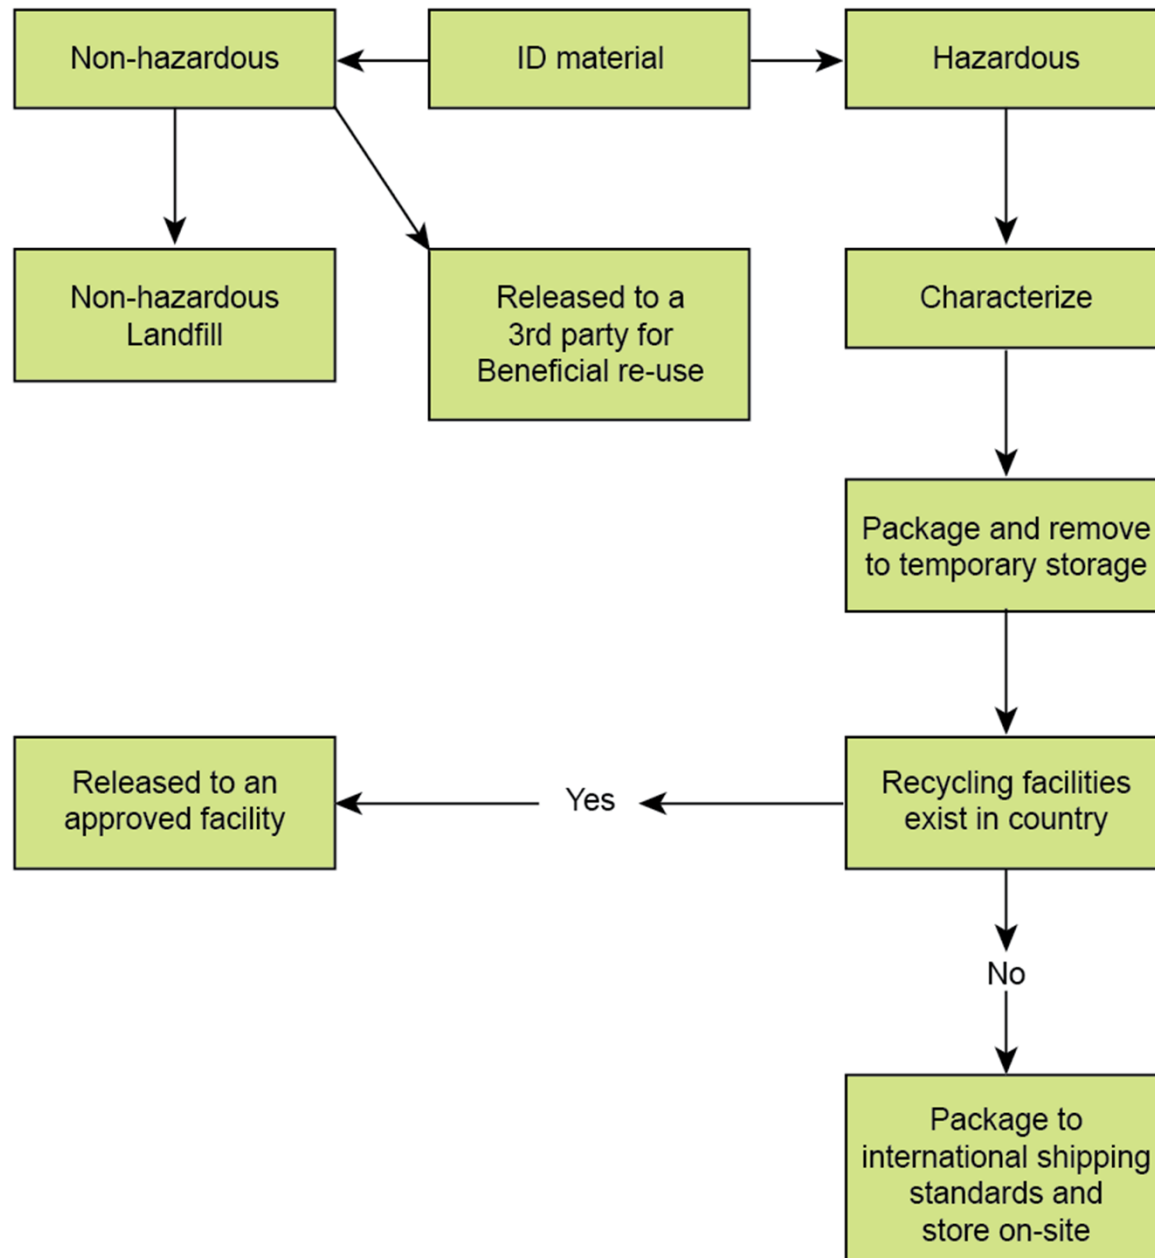 Non-hazardous
ID material
Hazardous
Non-hazardous
Landfill
Released to a
3rd party for
Beneficial re-use
Characterize
Package and remove
to temporary storage
Released to an
approved facility
Yes
Recycling facilities
exist in country
No
Package to
international shipping
standards and
store on-site